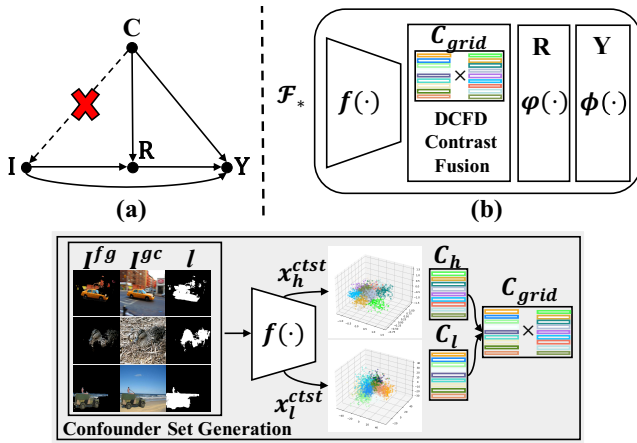 C
I
R
Y
(a)
𝓕*
f(·)
C_grid
×
DCFD
Contrast
Fusion
R
φ(·)
Y
ϕ(·)
(b)
I^fg I^gc l
f(·)
x_h^ctst
x_l^ctst
C_h
C_l
C_grid
×
Confounder Set Generation